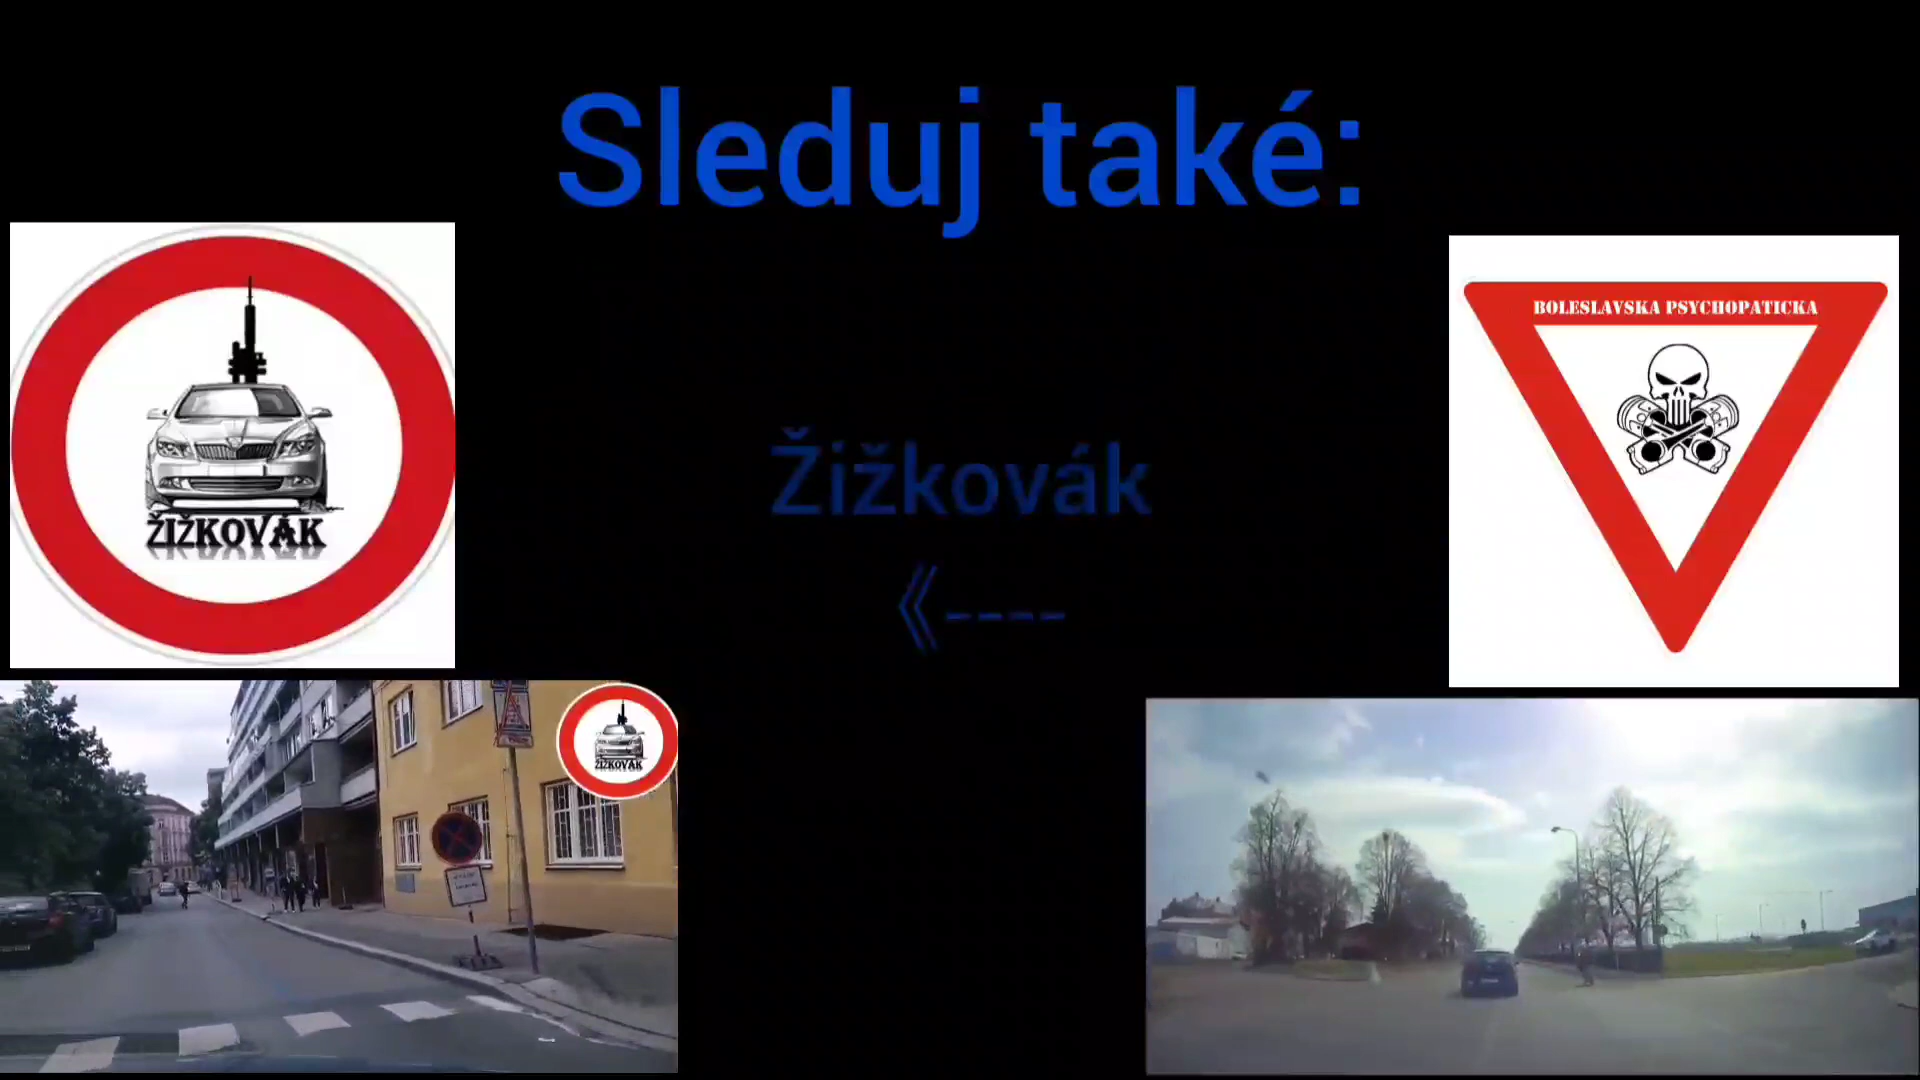 Sleduj také:
ŽIŽKOVÁK
BOLESLAVSKA PSYCHOPATICKA
Žižkovák
《----
ŽIŽKOVÁK